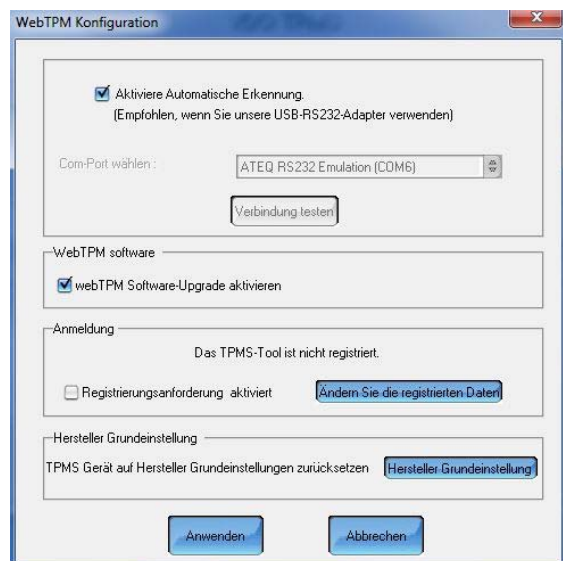 WebTPM Konfiguration
Aktiviere Automatische Erkennung.
(Empfohlen, wenn Sie unsere USB-RS232-Adapter verwenden)
Com-Port wählen :
ATEQ RS232 Emulation (COM6)
Verbindung testen
WebTPM software
webTPM Software-Upgrade aktivieren
Anmeldung
Das TPMS-Tool ist nicht registriert.
Registrierungsanforderung aktiviert
Ändern Sie die registrierten Daten
Hersteller Grundeinstellung
TPMS Gerät auf Hersteller Grundeinstellungen zurücksetzen
Hersteller Grundeinstellung
Anwenden
Abbrechen